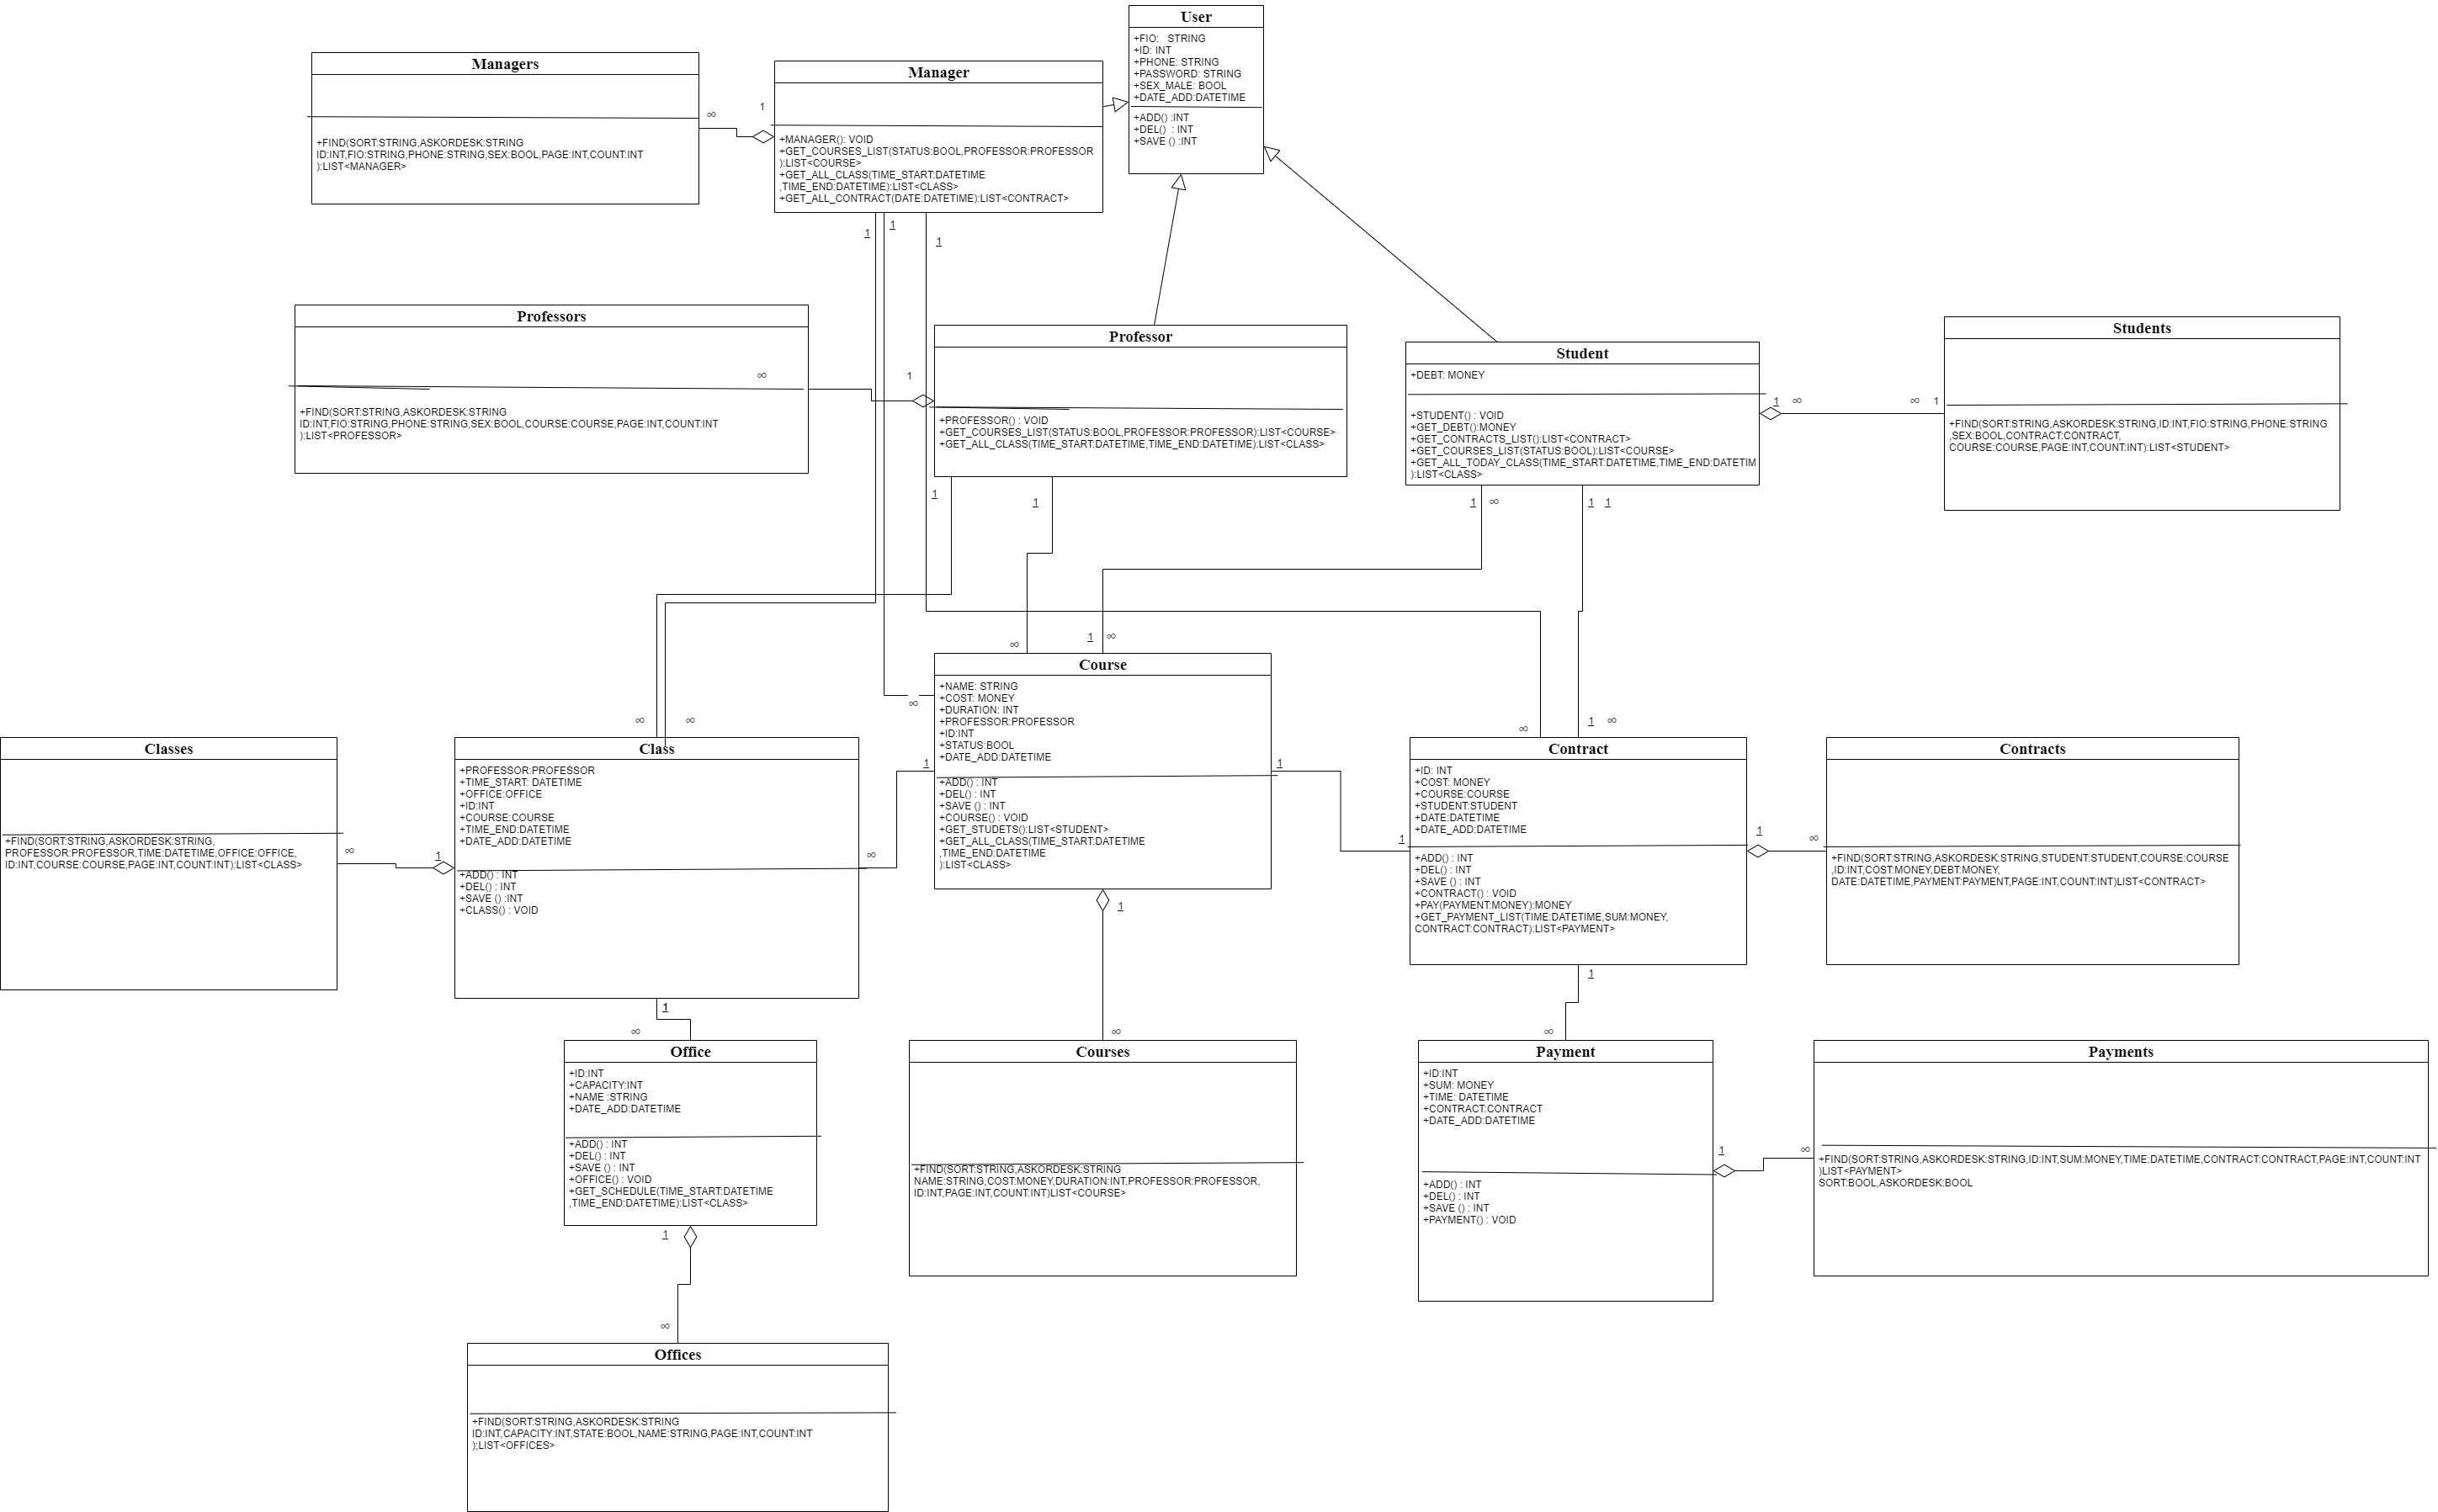 User
+FIO:   STRING
+ID: INT
+PHONE: STRING
+PASSWORD: STRING
+SEX_MALE: BOOL
+DATE_ADD:DATETIME
+ADD() :INT
+DEL()  : INT
+SAVE () :INT
Managers
+FIND(SORT:STRING,ASKORDESK:STRING
ID:INT,FIO:STRING,PHONE:STRING,SEX:BOOL,PAGE:INT,COUNT:INT
):LIST<MANAGER>
∞
1
Manager
+MANAGER(): VOID
+GET_COURSES_LIST(STATUS:BOOL,PROFESSOR:PROFESSOR
):LIST<COURSE>
+GET_ALL_CLASS(TIME_START:DATETIME
,TIME_END:DATETIME):LIST<CLASS>
+GET_ALL_CONTRACT(DATE:DATETIME):LIST<CONTRACT>
1
1
1
Professors
+FIND(SORT:STRING,ASKORDESK:STRING
ID:INT,FIO:STRING,PHONE:STRING,SEX:BOOL,COURSE:COURSE,PAGE:INT,COUNT:INT
):LIST<PROFESSOR>
∞
1
Professor
+PROFESSOR() : VOID
+GET_COURSES_LIST(STATUS:BOOL,PROFESSOR:PROFESSOR):LIST<COURSE>
+GET_ALL_CLASS(TIME_START:DATETIME,TIME_END:DATETIME):LIST<CLASS>
1
1
Student
+DEBT: MONEY
+STUDENT() : VOID
+GET_DEBT():MONEY
+GET_CONTRACTS_LIST():LIST<CONTRACT>
+GET_COURSES_LIST(STATUS:BOOL):LIST<COURSE>
+GET_ALL_TODAY_CLASS(TIME_START:DATETIME,TIME_END:DATETIM
):LIST<CLASS>
1 ∞
∞ 1
1 ∞
1 1
Students
+FIND(SORT:STRING,ASKORDESK:STRING,ID:INT,FIO:STRING,PHONE:STRING
,SEX:BOOL,CONTRACT:CONTRACT,
COURSE:COURSE,PAGE:INT,COUNT:INT):LIST<STUDENT>
∞
1 ∞
∞
∞
∞
∞
1 ∞
Classes
+FIND(SORT:STRING,ASKORDESK:STRING,
PROFESSOR:PROFESSOR,TIME:DATETIME,OFFICE:OFFICE,
ID:INT,COURSE:COURSE,PAGE:INT,COUNT:INT):LIST<CLASS>
∞
1
Class
+PROFESSOR:PROFESSOR
+TIME_START: DATETIME
+OFFICE:OFFICE
+ID:INT
+COURSE:COURSE
+TIME_END:DATETIME
+DATE_ADD:DATETIME
+ADD() : INT
+DEL() : INT
+SAVE () :INT
+CLASS() : VOID
∞
1
Course
+NAME: STRING
+COST: MONEY
+DURATION: INT
+PROFESSOR:PROFESSOR
+ID:INT
+STATUS:BOOL
+DATE_ADD:DATETIME
+ADD() : INT
+DEL() : INT
+SAVE () : INT
+COURSE() : VOID
+GET_STUDETS():LIST<STUDENT>
+GET_ALL_CLASS(TIME_START:DATETIME
,TIME_END:DATETIME
):LIST<CLASS>
1
1
1
Contract
+ID: INT
+COST: MONEY
+COURSE:COURSE
+STUDENT:STUDENT
+DATE:DATETIME
+DATE_ADD:DATETIME
+ADD() : INT
+DEL() : INT
+SAVE () : INT
+CONTRACT() : VOID
+PAY(PAYMENT:MONEY):MONEY
+GET_PAYMENT_LIST(TIME:DATETIME,SUM:MONEY,
CONTRACT:CONTRACT):LIST<PAYMENT>
1
∞
Contracts
+FIND(SORT:STRING,ASKORDESK:STRING,STUDENT:STUDENT,COURSE:COURSE
,ID:INT,COST:MONEY,DEBT:MONEY,
DATE:DATETIME,PAYMENT:PAYMENT,PAGE:INT,COUNT:INT)LIST<CONTRACT>
1
∞
1
∞
∞
Office
+ID:INT
+CAPACITY:INT
+NAME :STRING
+DATE_ADD:DATETIME
+ADD() : INT
+DEL() : INT
+SAVE () : INT
+OFFICE() : VOID
+GET_SCHEDULE(TIME_START:DATETIME
,TIME_END:DATETIME):LIST<CLASS>
1
∞
Courses
+FIND(SORT:STRING,ASKORDESK:STRING
NAME:STRING,COST:MONEY,DURATION:INT,PROFESSOR:PROFESSOR,
ID:INT,PAGE:INT,COUNT:INT)LIST<COURSE>
Payment
+ID:INT
+SUM: MONEY
+TIME: DATETIME
+CONTRACT:CONTRACT
+DATE_ADD:DATETIME
+ADD() : INT
+DEL() : INT
+SAVE () : INT
+PAYMENT() : VOID
1
∞
Payments
+FIND(SORT:STRING,ASKORDESK:STRING,ID:INT,SUM:MONEY,TIME:DATETIME,CONTRACT:CONTRACT,PAGE:INT,COUNT:INT
)LIST<PAYMENT>
SORT:BOOL,ASKORDESK:BOOL
Offices
+FIND(SORT:STRING,ASKORDESK:STRING
ID:INT,CAPACITY:INT,STATE:BOOL,NAME:STRING,PAGE:INT,COUNT:INT
);LIST<OFFICES>